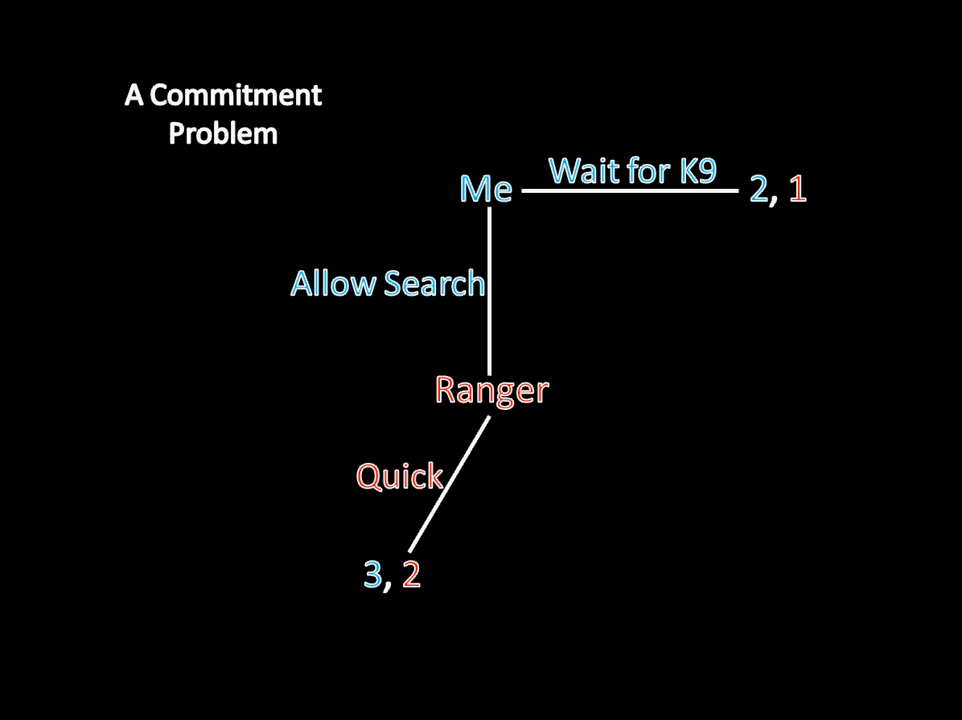 A Commitment
Problem
Wait for K9
Me
2, 1
Allow Search
Ranger
Quick
3, 2